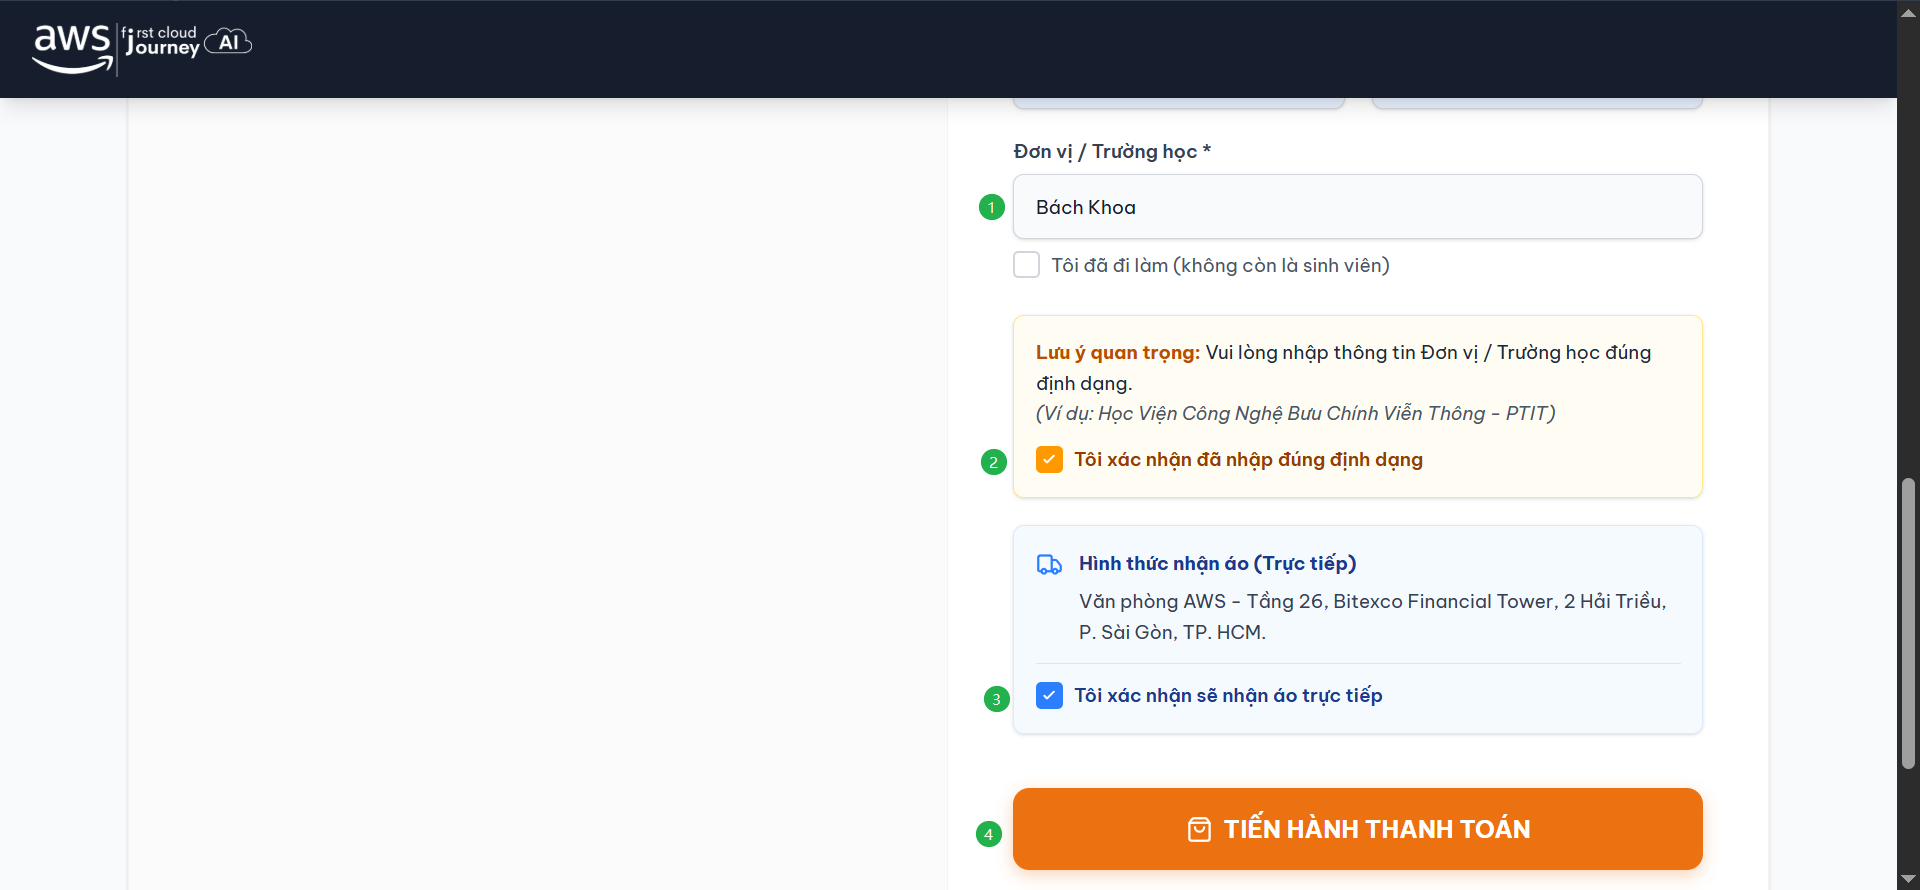 aws first cloud journey AI
Đơn vị / Trường học *
1
Bách Khoa
Tôi đã đi làm (không còn là sinh viên)
Lưu ý quan trọng: Vui lòng nhập thông tin Đơn vị / Trường học đúng
định dạng.
(Ví dụ: Học Viện Công Nghệ Bưu Chính Viễn Thông - PTIT)
2
Tôi xác nhận đã nhập đúng định dạng
Hình thức nhận áo (Trực tiếp)
Văn phòng AWS - Tầng 26, Bitexco Financial Tower, 2 Hải Triều,
P. Sài Gòn, TP. HCM.
3
Tôi xác nhận sẽ nhận áo trực tiếp
4
TIẾN HÀNH THANH TOÁN